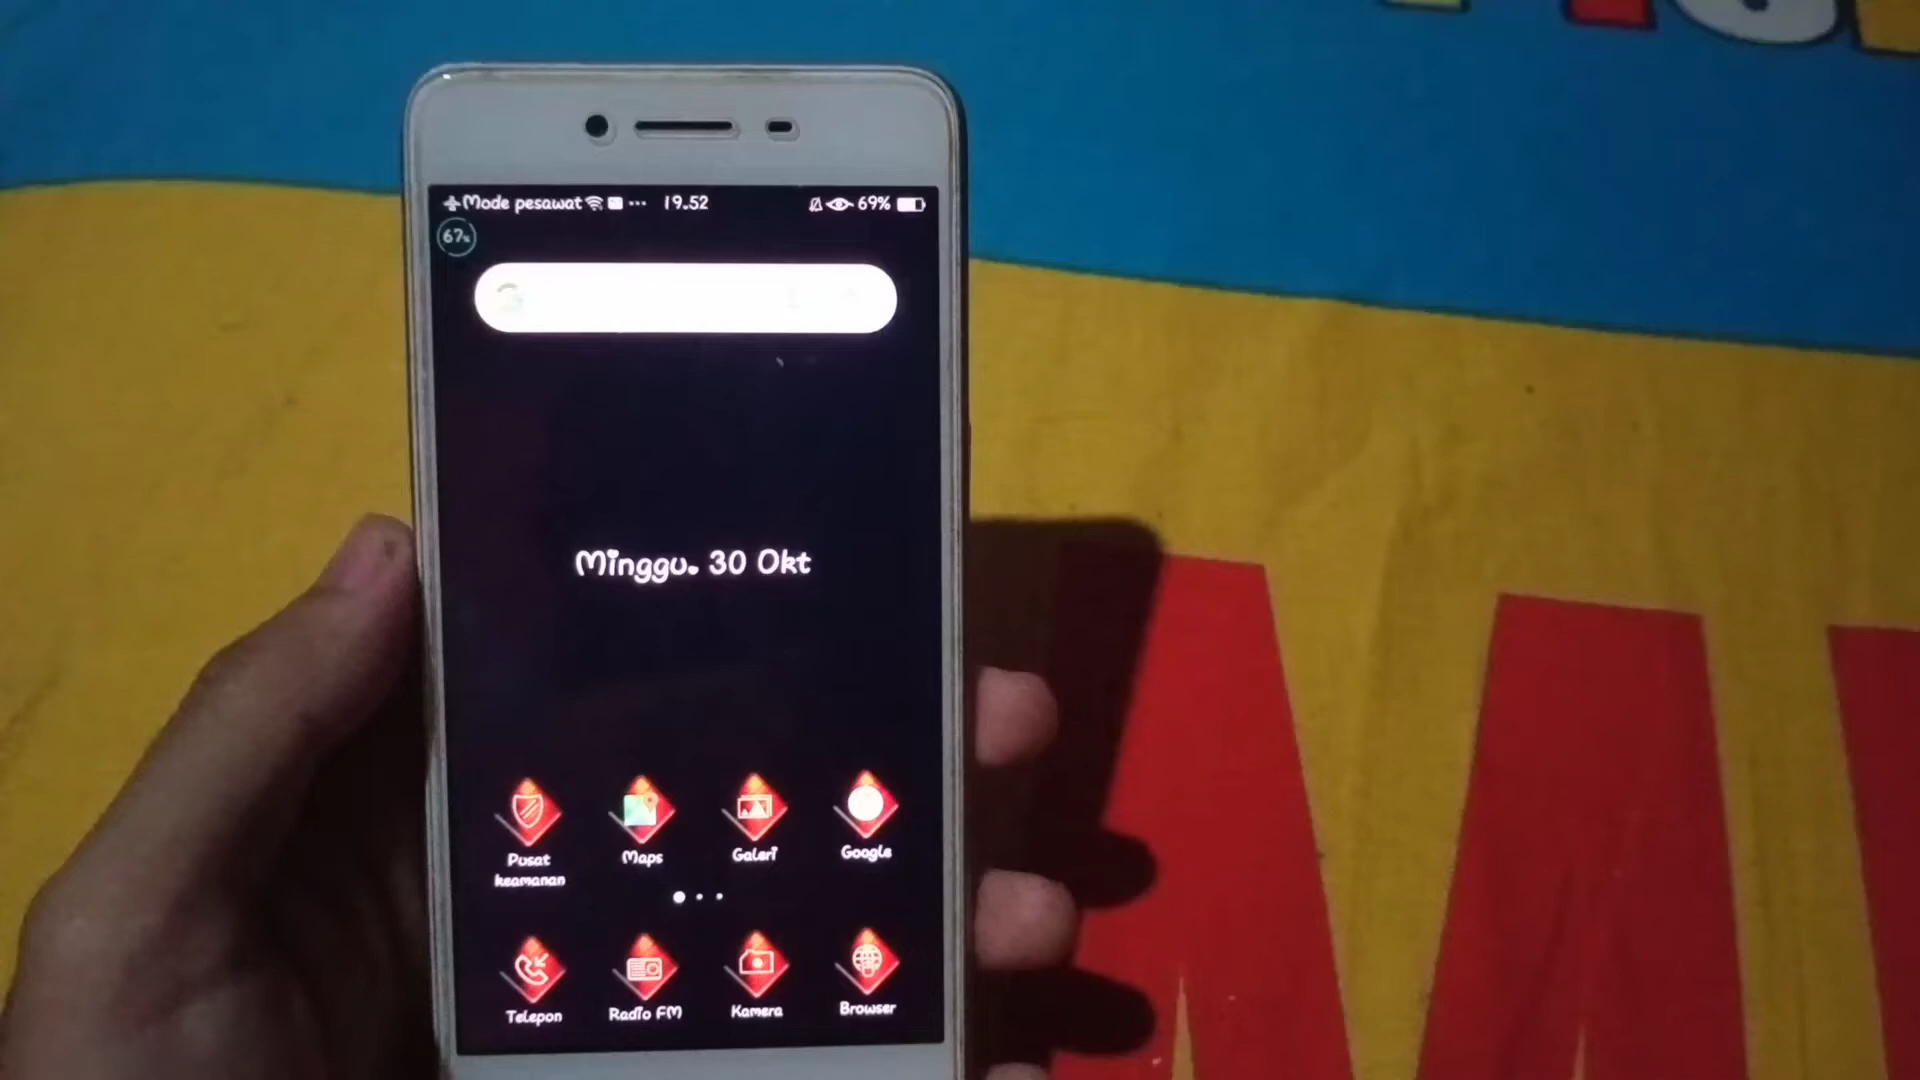 Mode pesawat 19.52 69%
67%
Minggu. 30 Okt
Pusat keamanan
Maps
Galeri
Google
Telepon
Radio FM
Kamera
Browser